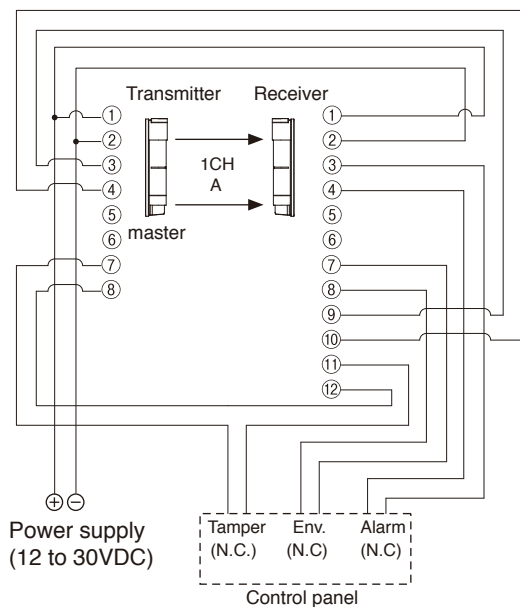 Transmitter Receiver
① ①
② ②
③ 1CH ③
④ A ④
⑤ ⑤
⑥ master ⑥
⑦ ⑦
⑧ ⑧
⑨
⑩
⑪
⑫
⊕ ⊖
Power supply
(12 to 30VDC)
Tamper Env. Alarm
(N.C.) (N.C) (N.C)
Control panel